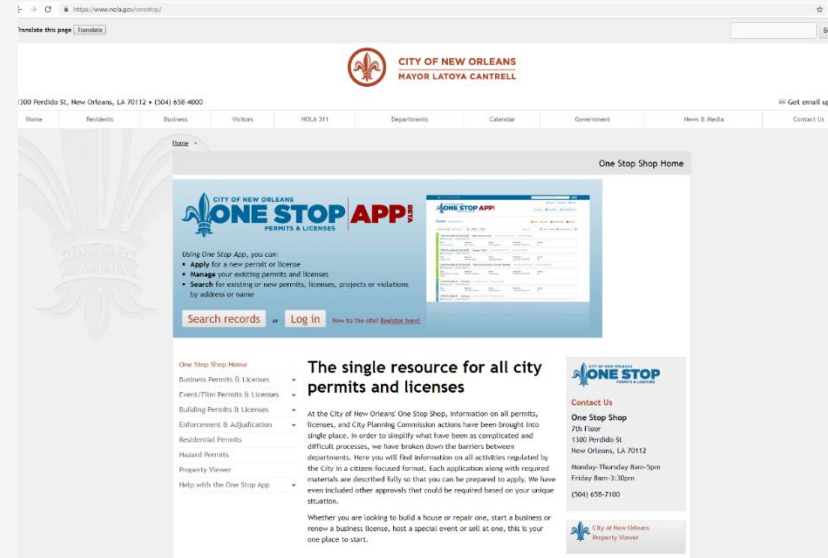 https://www.nola.gov/onestop/
Translate this page Translate
CITY OF NEW ORLEANS
MAYOR LATOYA CANTRELL
1300 Perdido St, New Orleans, LA 70112 • (504) 658-4000
Get email up
Home Residents Business Visitors NOLA 311 Departments Calendar Government News & Media Contact Us
Home
One Stop Shop Home
CITY OF NEW ORLEANS
ONE STOP APP! BETA
PERMITS & LICENSES
ONE STOP APP!
Using One Stop App, you can:
• Apply for a new permit or license
• Manage your existing permits and licenses
• Search for existing or new permits, licenses, projects or violations
by address or name
Search records or Log in New to the site? Register here!
One Stop Shop Home
Business Permits & Licenses
Event/Film Permits & Licenses
Building Permits & Licenses
Enforcement & Adjudication
Residential Permits
Hazard Permits
Property Viewer
Help with the One Stop App
The single resource for all city
permits and licenses
At the City of New Orleans' One Stop Shop, information on all permits,
licenses, and City Planning Commission actions have been brought into
single place. In order to simplify what have been as complicated and
difficult processes, we have broken down the barriers between
departments. Here you will find information on all activities regulated by
the City in a citizen-focused format. Each application along with required
materials are described fully so that you can be prepared to apply. We have
even included other approvals that could be required based on your unique
situation.
Whether you are looking to build a house or repair one, start a business or
renew a business license, host a special event or sell at one, this is your
one place to start.
CITY OF NEW ORLEANS
ONE STOP
PERMITS & LICENSES
Contact Us
One Stop Shop
7th Floor
1300 Perdido St
New Orleans, LA 70112
Monday-Thursday 8am-5pm
Friday 8am-3:30pm
(504) 658-7100
City of New Orleans
Property Viewer